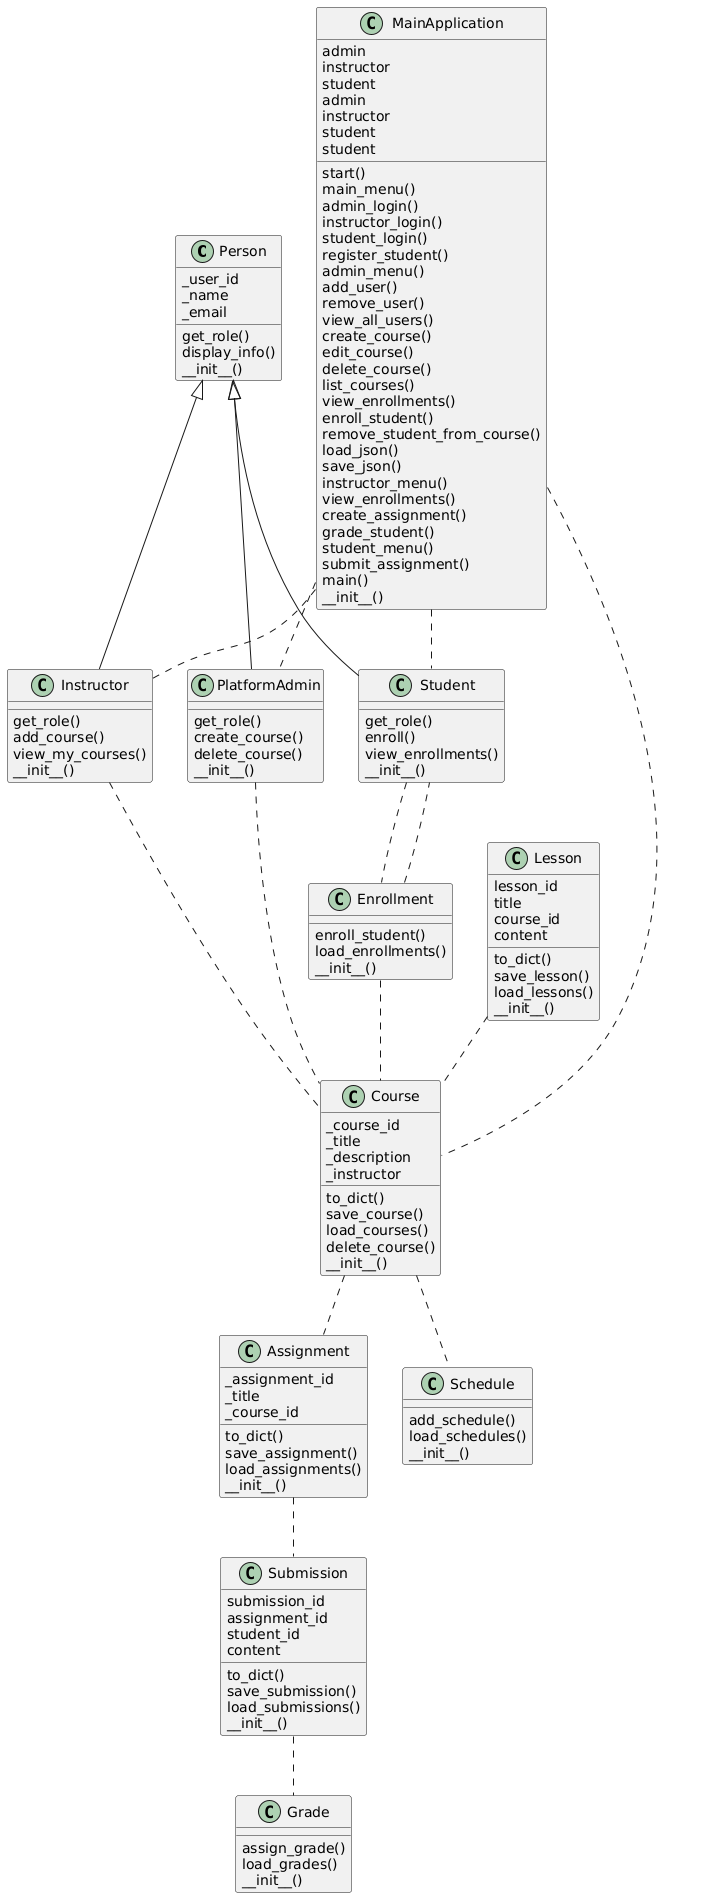 C MainApplication
admin
instructor
student
admin
instructor
student
student
start()
main_menu()
admin_login()
instructor_login()
student_login()
register_student()
admin_menu()
add_user()
remove_user()
view_all_users()
create_course()
edit_course()
delete_course()
list_courses()
view_enrollments()
enroll_student()
remove_student_from_course()
load_json()
save_json()
instructor_menu()
view_enrollments()
create_assignment()
grade_student()
student_menu()
submit_assignment()
main()
__init__()
C Person
_user_id
_name
_email
get_role()
display_info()
__init__()
C Instructor
get_role()
add_course()
view_my_courses()
__init__()
C PlatformAdmin
get_role()
create_course()
delete_course()
__init__()
C Student
get_role()
enroll()
view_enrollments()
__init__()
C Enrollment
enroll_student()
load_enrollments()
__init__()
C Lesson
lesson_id
title
course_id
content
to_dict()
save_lesson()
load_lessons()
__init__()
C Course
_course_id
_title
_description
_instructor
to_dict()
save_course()
load_courses()
delete_course()
__init__()
C Assignment
_assignment_id
_title
_course_id
to_dict()
save_assignment()
load_assignments()
__init__()
C Schedule
add_schedule()
load_schedules()
__init__()
C Submission
submission_id
assignment_id
student_id
content
to_dict()
save_submission()
load_submissions()
__init__()
C Grade
assign_grade()
load_grades()
__init__()